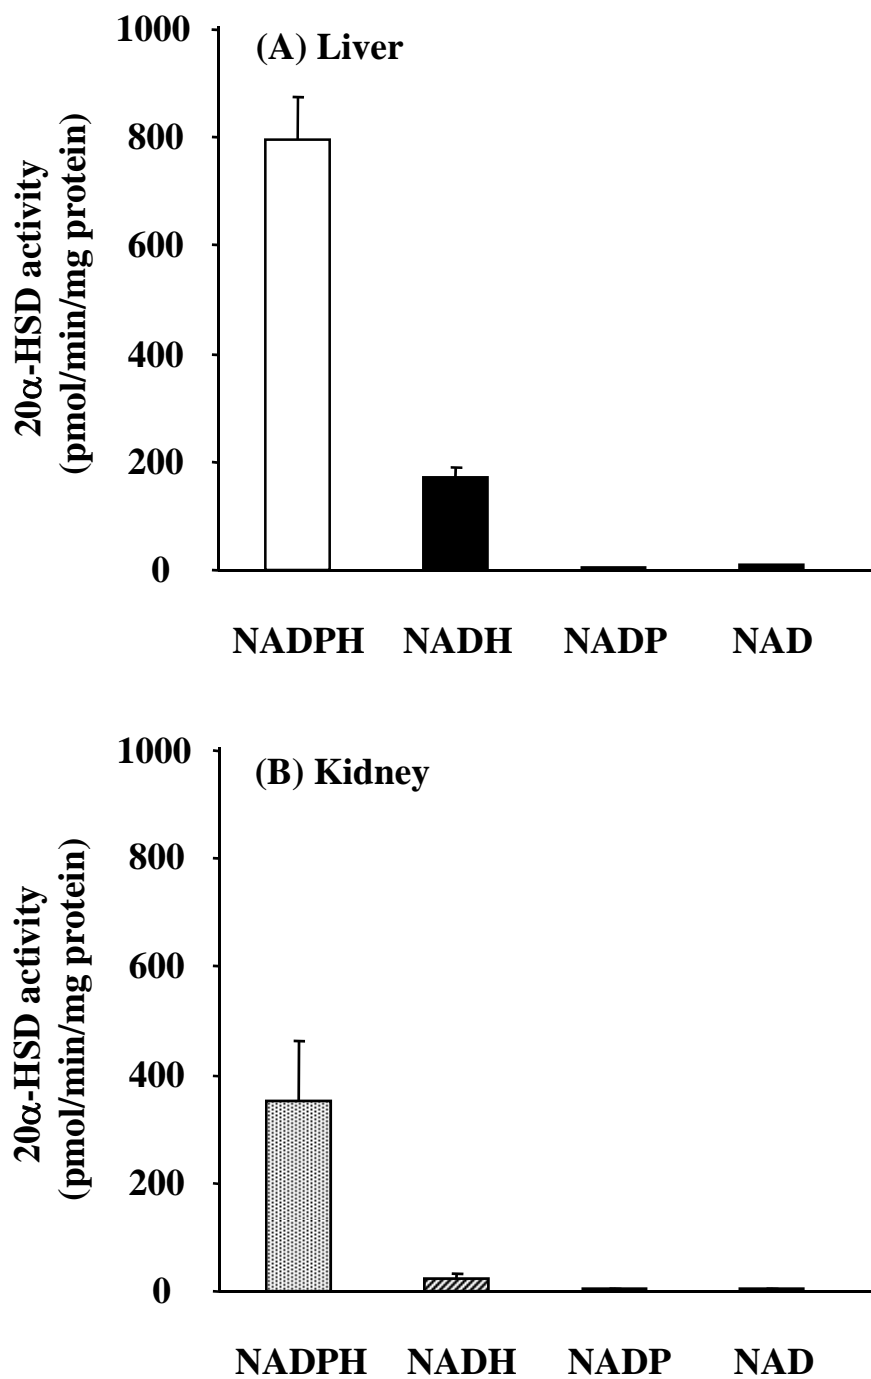 (A) Liver
20α-HSD activity
(pmol/min/mg protein)
1000
800
600
400
200
0
NADPH NADH NADP NAD
(B) Kidney
20α-HSD activity
(pmol/min/mg protein)
1000
800
600
400
200
0
NADPH NADH NADP NAD